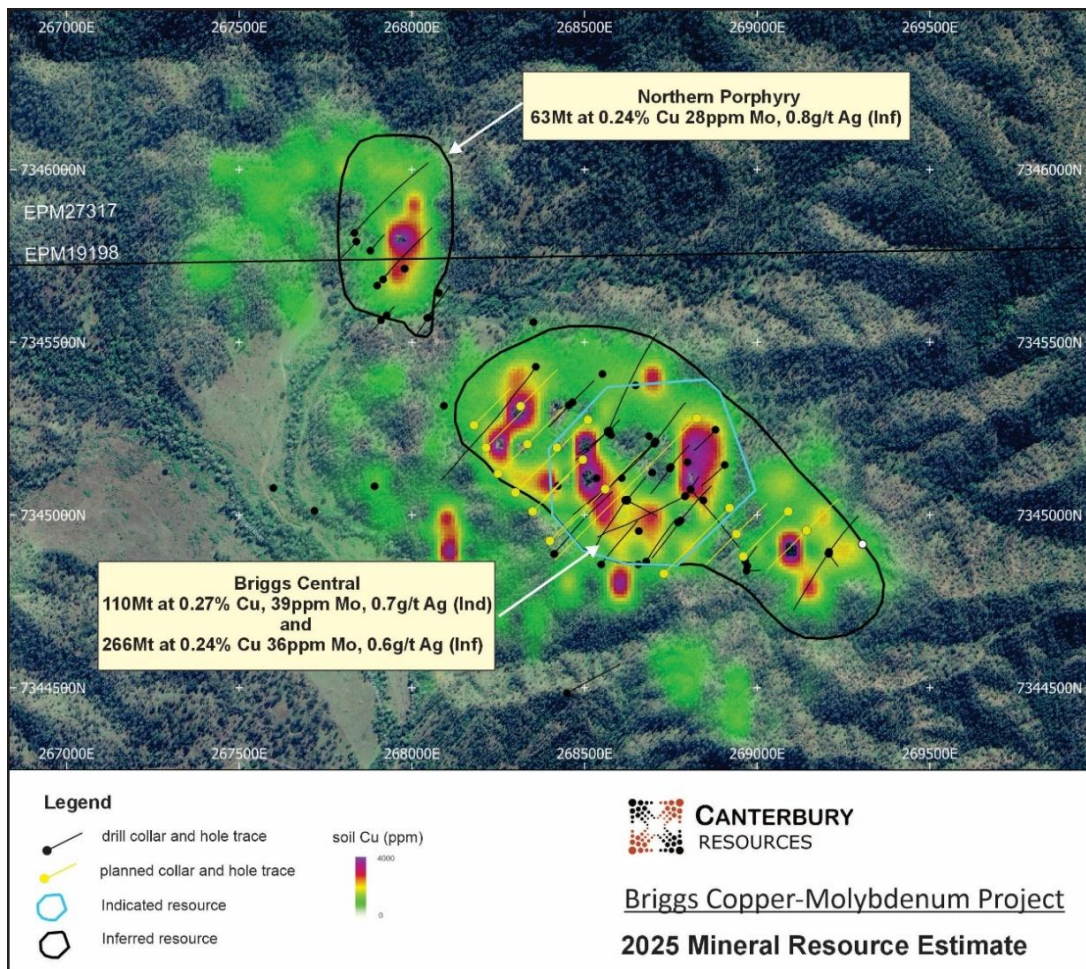 267000E 267500E 268000E 268500E 269000E 269500E
Northern Porphyry
63Mt at 0.24% Cu 28ppm Mo, 0.8g/t Ag (Inf)
7346000N 7346000N
EPM27317
EPM19198
7345500N 7345500N
7345000N 7345000N
Briggs Central
110Mt at 0.27% Cu, 39ppm Mo, 0.7g/t Ag (Ind)
and
266Mt at 0.24% Cu 36ppm Mo, 0.6g/t Ag (Inf)
7344500N 7344500N
267000E 267500E 268000E 268500E 269000E 269500E
Legend
drill collar and hole trace
planned collar and hole trace
Indicated resource
Inferred resource
soil Cu (ppm)
4000
0
CANTERBURY
RESOURCES
Briggs Copper-Molybdenum Project
2025 Mineral Resource Estimate